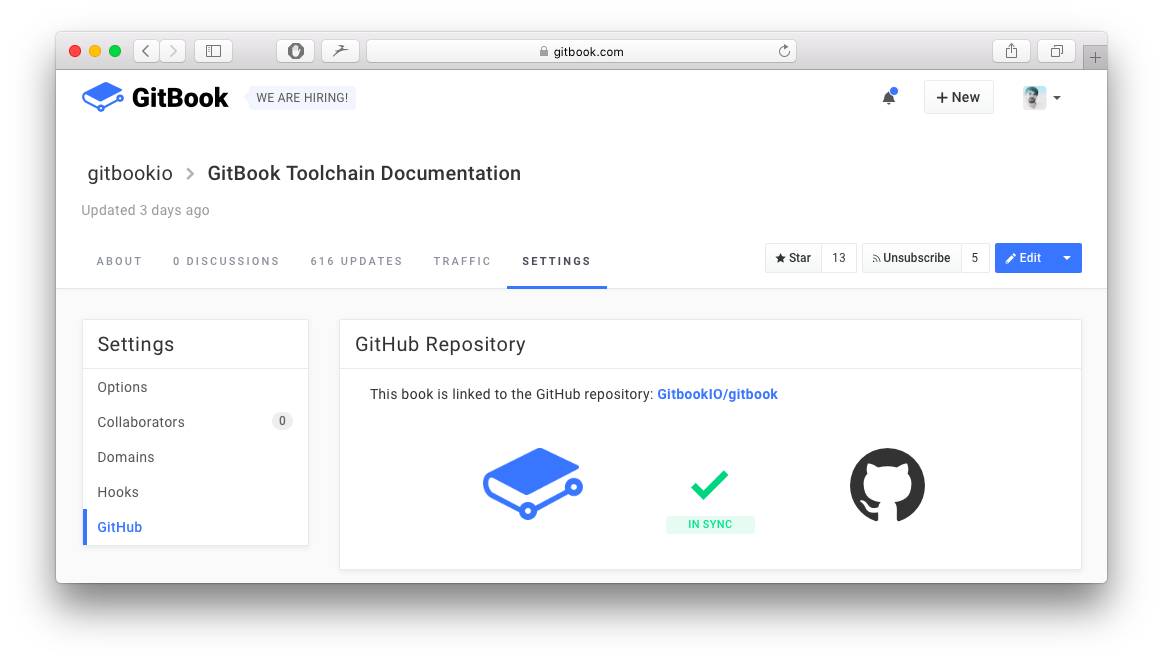 gitbook.com
GitBook WE ARE HIRING! + New
gitbookio > GitBook Toolchain Documentation
Updated 3 days ago
ABOUT 0 DISCUSSIONS 616 UPDATES TRAFFIC SETTINGS Star 13 Unsubscribe 5 Edit
Settings
Options
Collaborators 0
Domains
Hooks
GitHub
GitHub Repository
This book is linked to the GitHub repository: GitbookIO/gitbook
IN SYNC